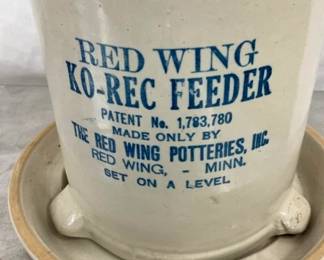 RED WING
KO-REC FEEDER
PATENT No. 1,783,780
MADE ONLY BY
THE RED WING POTTERIES, INC.
RED WING, - MINN.
SET ON A LEVEL